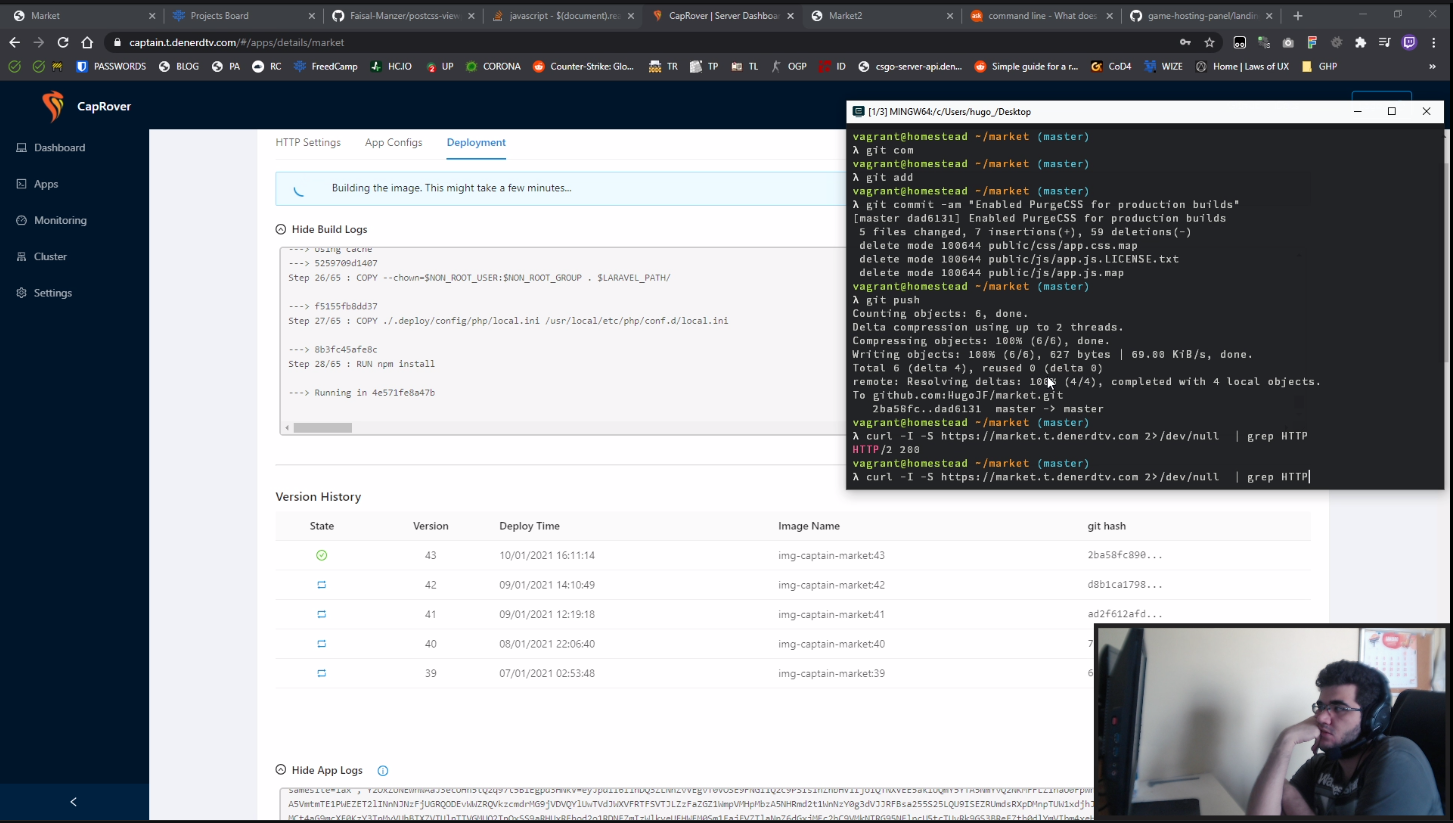 Market
Projects Board
Faisal-Manzer/postcss-view
javascript - $(document).rea
CapRover | Server Dashboa
Market2
command line - What does
game-hosting-panel/landin
captain.t.denerdtv.com/#/apps/details/market
PASSWORDS
BLOG
PA
RC
FreedCamp
HCJO
UP
CORONA
Counter-Strike: Glo...
TR
TP
TL
OGP
ID
csgo-server-api.den...
Simple guide for a r...
CoD4
WIZE
Home | Laws of UX
GHP
»
CapRover
Dashboard
Apps
Monitoring
Cluster
Settings
HTTP Settings
App Configs
Deployment
Building the image. This might take a few minutes...
Hide Build Logs
---> Using cache
---> 5259709d1407
Step 26/65 : COPY --chown=$NON_ROOT_USER:$NON_ROOT_GROUP . $LARAVEL_PATH/
---> f5155fb8dd37
Step 27/65 : COPY ./.deploy/config/php/local.ini /usr/local/etc/php/conf.d/local.ini
---> 8b3fc45afe8c
Step 28/65 : RUN npm install
---> Running in 4e571fe8a47b
[1/3] MINGW64:/c/Users/hugo_/Desktop
vagrant@homestead ~/market (master)
λ git com
vagrant@homestead ~/market (master)
λ git add
vagrant@homestead ~/market (master)
λ git commit -am "Enabled PurgeCSS for production builds"
[master dad6131] Enabled PurgeCSS for production builds
5 files changed, 7 insertions(+), 59 deletions(-)
delete mode 100644 public/css/app.css.map
delete mode 100644 public/js/app.js.LICENSE.txt
delete mode 100644 public/js/app.js.map
vagrant@homestead ~/market (master)
λ git push
Counting objects: 6, done.
Delta compression using up to 2 threads.
Compressing objects: 100% (6/6), done.
Writing objects: 100% (6/6), 627 bytes | 69.00 KiB/s, done.
Total 6 (delta 4), reused 0 (delta 0)
remote: Resolving deltas: 100% (4/4), completed with 4 local objects.
To github.com:HugoJF/market.git
2ba58fc..dad6131 master -> master
vagrant@homestead ~/market (master)
λ curl -I -S https://market.t.denerdtv.com 2>/dev/null | grep HTTP
HTTP/2 200
vagrant@homestead ~/market (master)
λ curl -I -S https://market.t.denerdtv.com 2>/dev/null | grep HTTP
Version History
State Version Deploy Time Image Name git hash
43 10/01/2021 16:11:14 img-captain-market:43 2ba58fc890...
42 09/01/2021 14:10:49 img-captain-market:42 d8b1ca1798...
41 09/01/2021 12:19:18 img-captain-market:41 ad2f612afd...
40 08/01/2021 22:06:40 img-captain-market:40 7
39 07/01/2021 02:53:48 img-captain-market:39 6
Hide App Logs